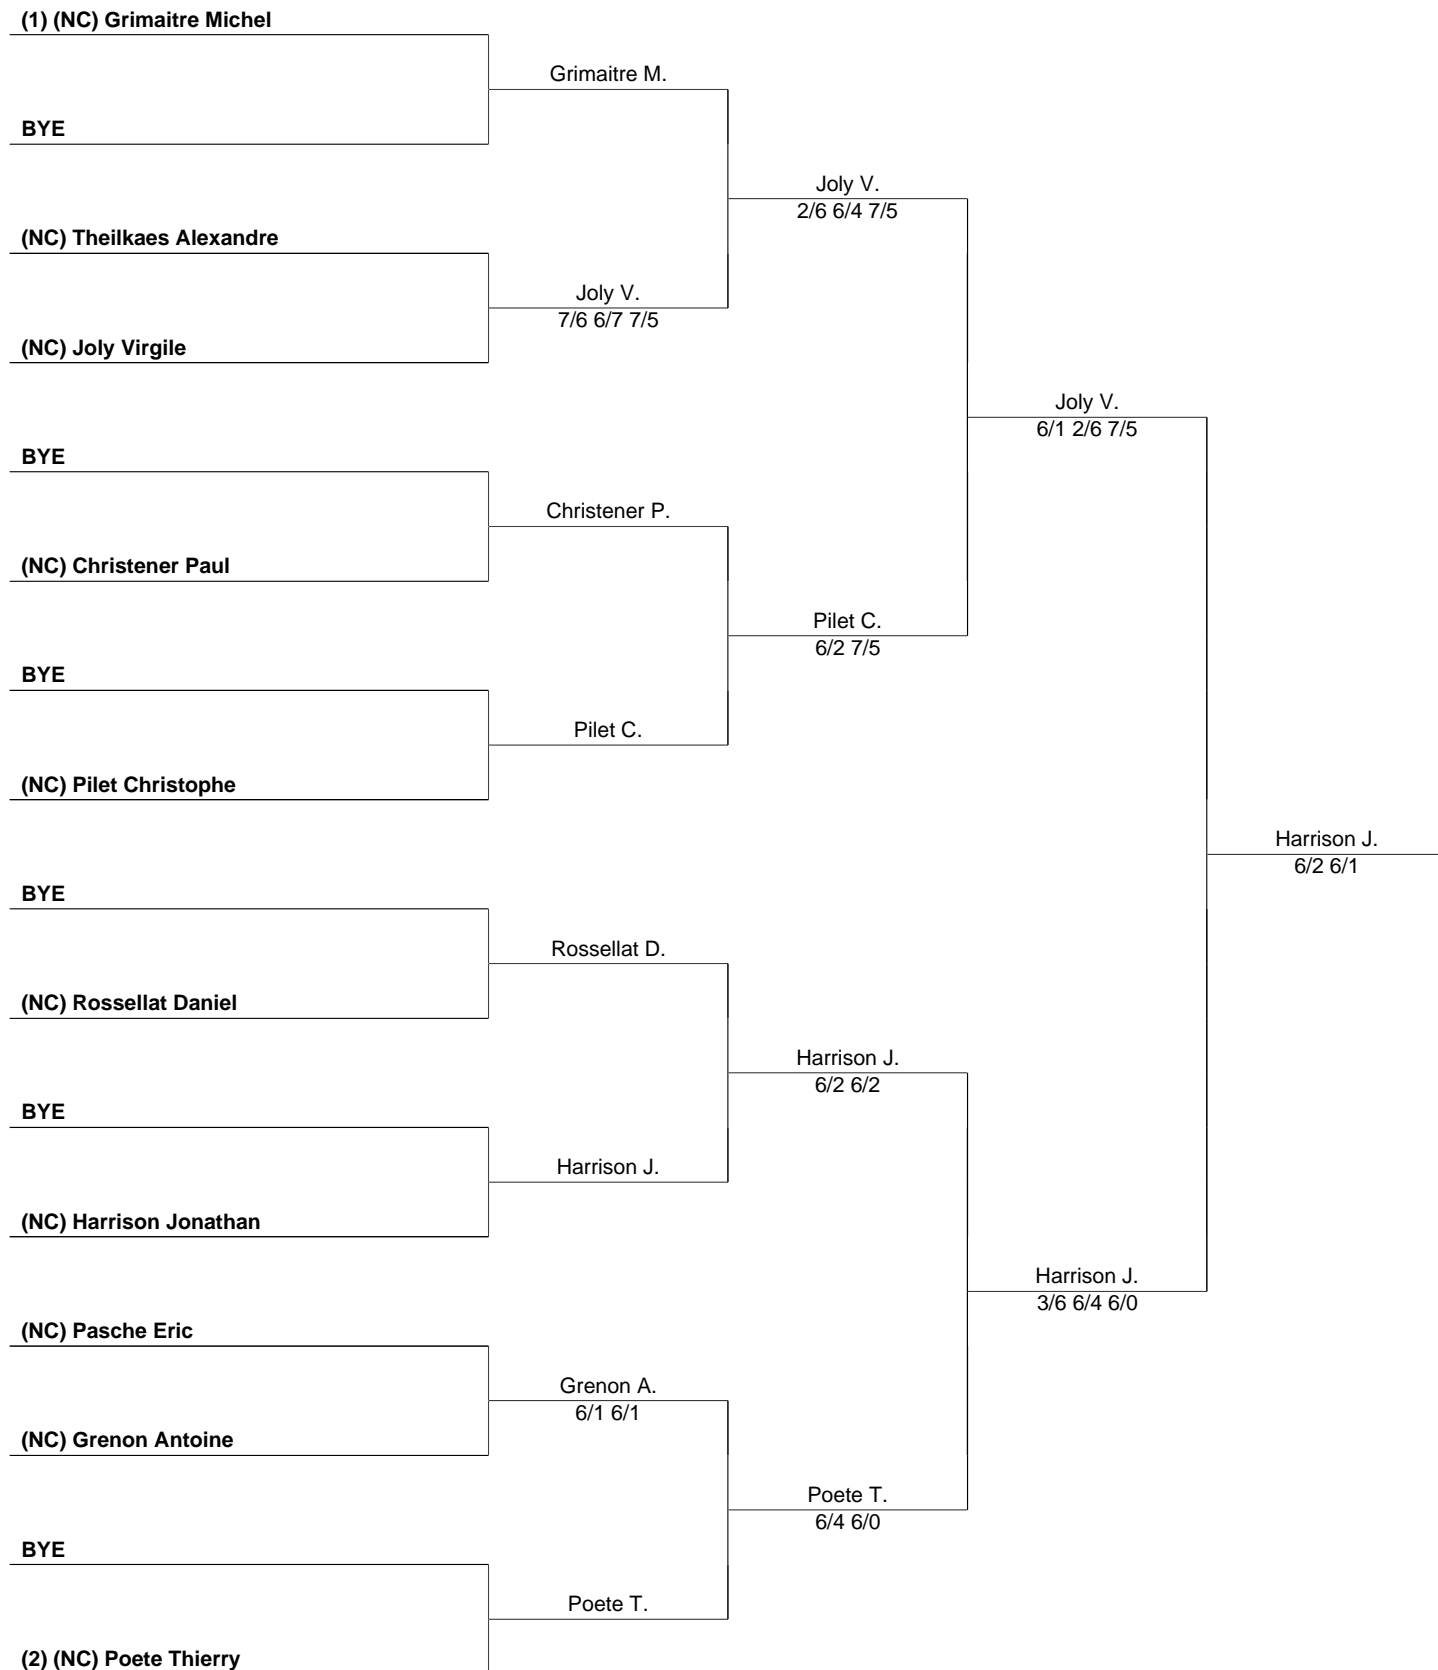 (1) (NC) Grimaitre Michel
Grimaitre M.
BYE
Joly V.
2/6 6/4 7/5
(NC) Theilkaes Alexandre
Joly V.
7/6 6/7 7/5
(NC) Joly Virgile
Joly V.
6/1 2/6 7/5
BYE
Christener P.
(NC) Christener Paul
Pilet C.
6/2 7/5
BYE
Pilet C.
(NC) Pilet Christophe
Harrison J.
6/2 6/1
BYE
Rossellat D.
(NC) Rossellat Daniel
Harrison J.
6/2 6/2
BYE
Harrison J.
(NC) Harrison Jonathan
Harrison J.
3/6 6/4 6/0
(NC) Pasche Eric
Grenon A.
6/1 6/1
(NC) Grenon Antoine
Poete T.
6/4 6/0
BYE
Poete T.
(2) (NC) Poete Thierry